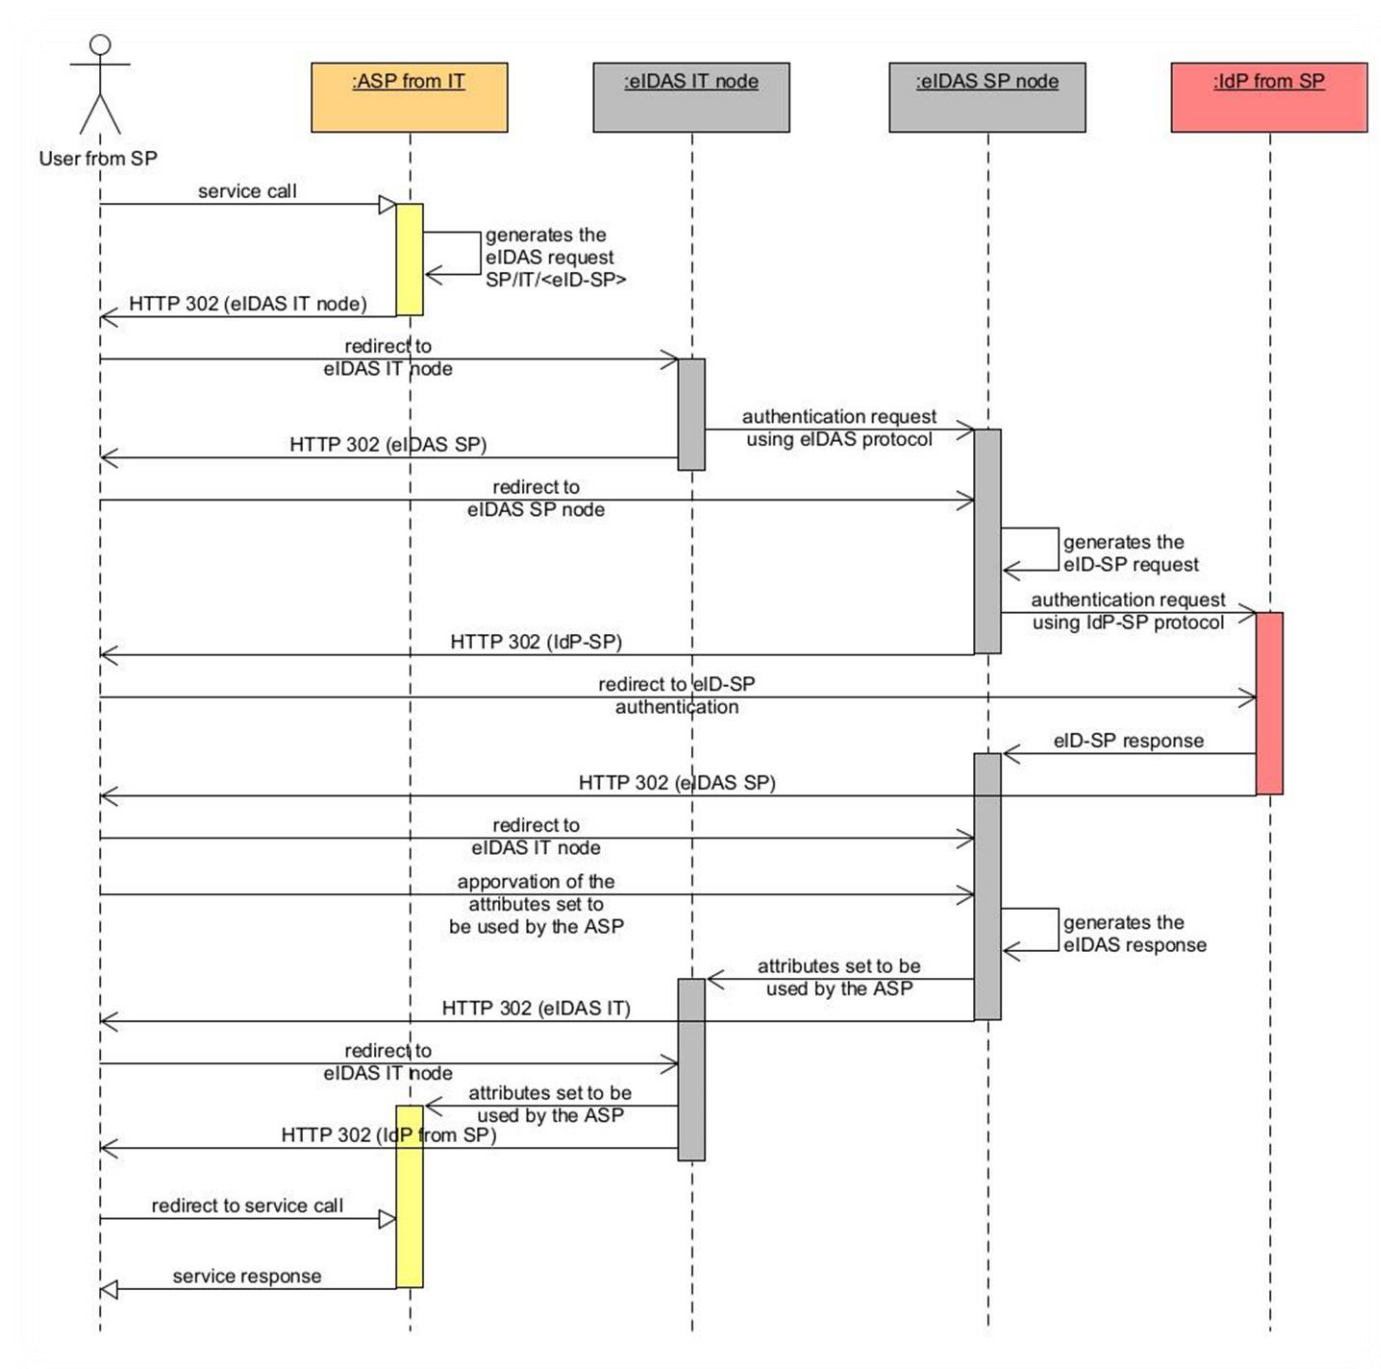 :ASP from IT
:eIDAS IT node
:eIDAS SP node
:IdP from SP
User from SP
service call
generates the
eIDAS request
SP/IT/<eID-SP>
HTTP 302 (eIDAS IT node)
redirect to
eIDAS IT node
authentication request
using eIDAS protocol
HTTP 302 (eIDAS SP)
redirect to
eIDAS SP node
generates the
eID-SP request
authentication request
using IdP-SP protocol
HTTP 302 (IdP-SP)
redirect to eID-SP
authentication
eID-SP response
HTTP 302 (eIDAS SP)
redirect to
eIDAS IT node
apporvation of the
attributes set to
be used by the ASP
generates the
eIDAS response
attributes set to be
used by the ASP
HTTP 302 (eIDAS IT)
redirect to
eIDAS IT node
attributes set to be
used by the ASP
HTTP 302 (IdP from SP)
redirect to service call
service response